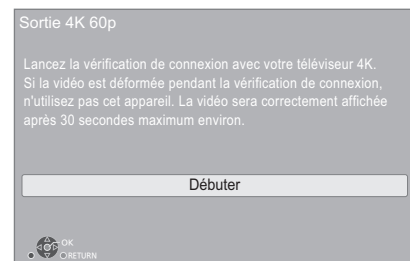 Sortie 4K 60p
Lancez la vérification de connexion avec votre téléviseur 4K.
Si la vidéo est déformée pendant la vérification de connexion,
n'utilisez pas cet appareil. La vidéo sera correctement affichée
après 30 secondes maximum environ.
Débuter
OK
RETURN